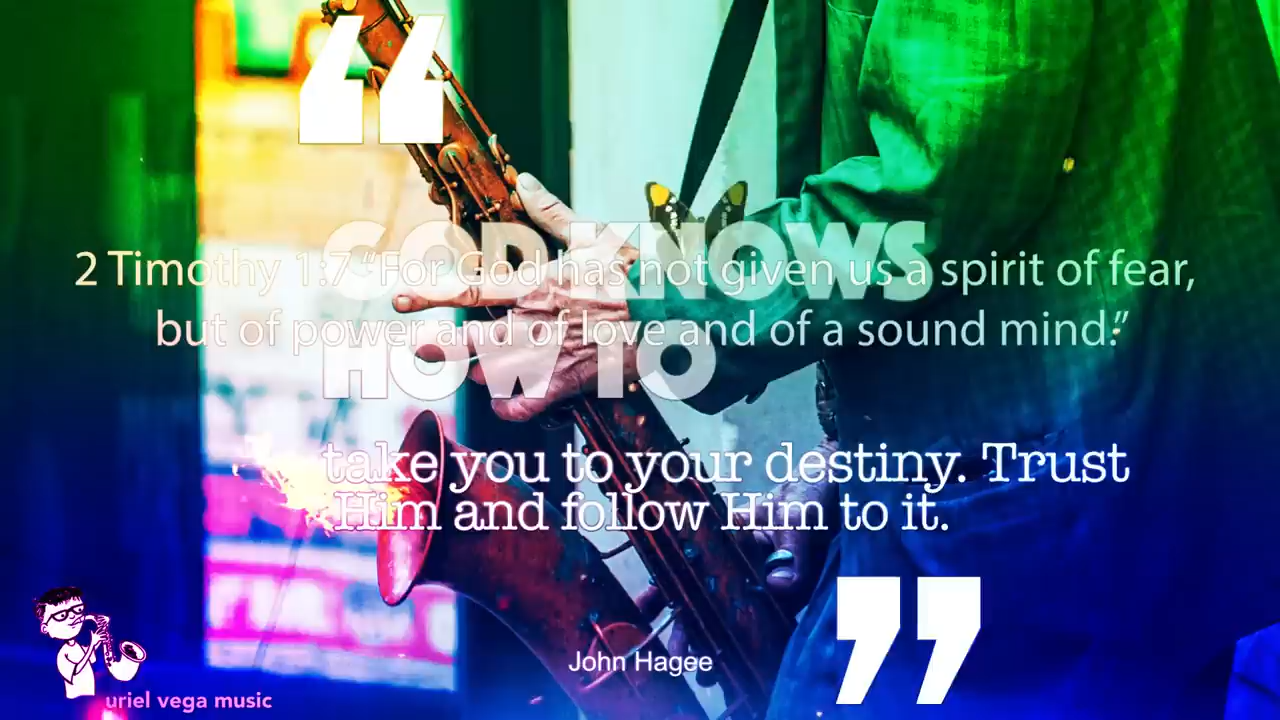 “
GOD KNOWS
2 Timothy 1:7 “For God has not given us a spirit of fear,
but of power and of love and of a sound mind.”
HOW TO
take you to your destiny. Trust
Him and follow Him to it.
”
John Hagee
uriel vega music